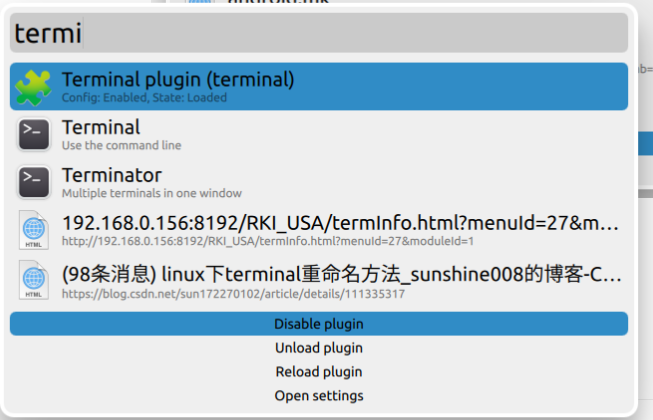 termi
Terminal plugin (terminal)
Config: Enabled, State: Loaded
Terminal
Use the command line
Terminator
Multiple terminals in one window
192.168.0.156:8192/RKI_USA/termInfo.html?menuId=27&m...
http://192.168.0.156:8192/RKI_USA/termInfo.html?menuId=27&moduleId=1
(98条消息) linux下terminal重命名方法_sunshine008的博客-C...
https://blog.csdn.net/sun172270102/article/details/111335317
Disable plugin
Unload plugin
Reload plugin
Open settings